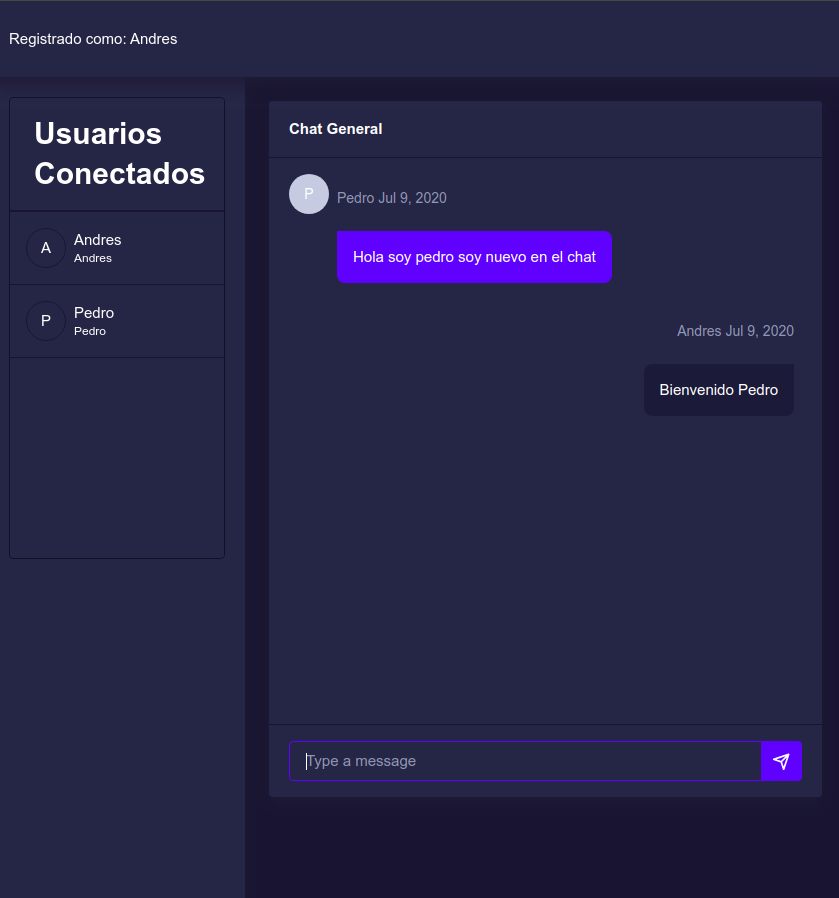 Registrado como: Andres
Usuarios
Conectados
A
Andres
Andres
P
Pedro
Pedro
Chat General
P
Pedro Jul 9, 2020
Hola soy pedro soy nuevo en el chat
Andres Jul 9, 2020
Bienvenido Pedro
Type a message